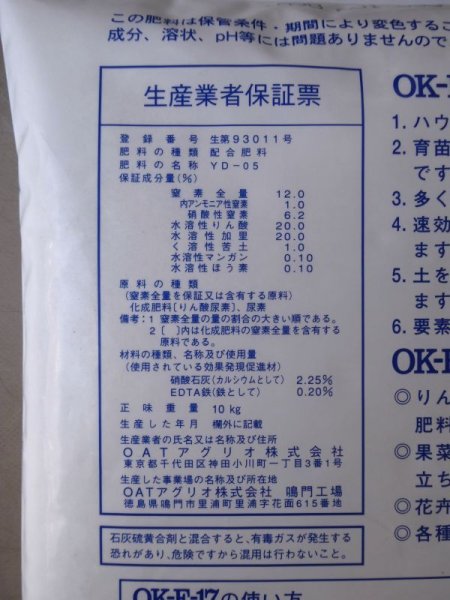 この肥料は保管条件・期間により変色するこ
成分、溶状、pH等には問題ありませんので
生産業者保証票
登録番号 生第93011号
肥料の種類 配合肥料
肥料の名称 YD-05
保証成分量(%)
窒素全量 12.0
内アンモニア性窒素 1.0
硝酸性窒素 6.2
水溶性りん酸 20.0
水溶性加里 20.0
く溶性苦土 1.0
水溶性マンガン 0.10
水溶性ほう素 0.10
原料の種類
(窒素全量を保証又は含有する原料)
化成肥料[りん酸尿素]、尿素
備考:1 窒素全量の量の割合の大きい順である。
2 [ ]内は化成肥料の窒素全量を含有する
原料である。
材料の種類、名称及び使用量
(使用されている効果発現促進材)
硝酸石灰(カルシウムとして) 2.25%
EDTA鉄(鉄として) 0.20%
正味重量 10kg
生産した年月 欄外に記載
生産業者の氏名又は名称及び住所
OATアグリオ株式会社
東京都千代田区神田小川町一丁目3番1号
生産した事業場の名称及び所在地
OATアグリオ株式会社 鳴門工場
徳島県鳴門市里浦町里浦字花面615番地
石灰硫黄合剤と混合すると、有毒ガスが発生する
恐れがあり、危険ですから混用は行わないこと。
OK-F-17の使い方
OK-
1. ハウ
2. 育苗
です
3. 多く
4. 速効
ます
5. 土を
ます
6. 要素
OK-
◎りん
肥料
◎果菜
立ち
◎花卉
◎各種